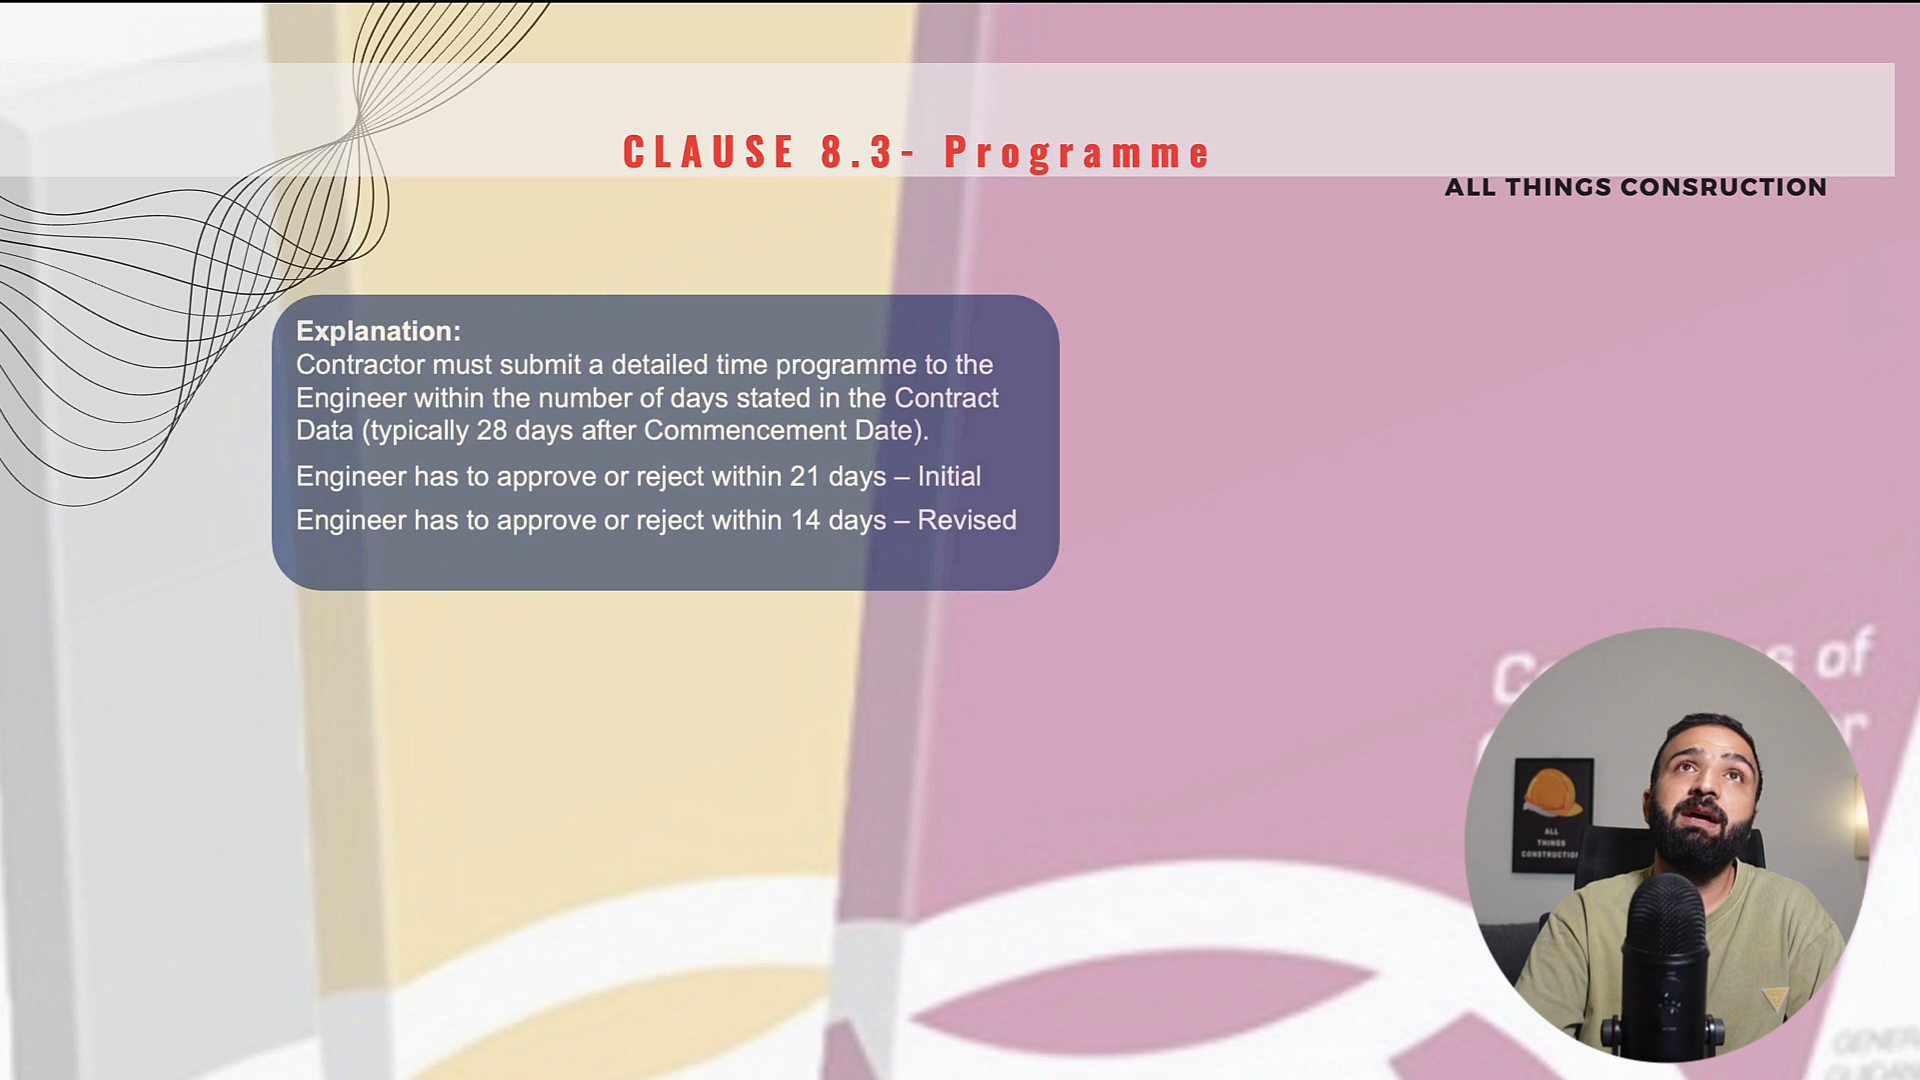 CLAUSE 8.3- Programme
ALL THINGS CONSRUCTION
Explanation:
Contractor must submit a detailed time programme to the
Engineer within the number of days stated in the Contract
Data (typically 28 days after Commencement Date).
Engineer has to approve or reject within 21 days – Initial
Engineer has to approve or reject within 14 days – Revised
of
ALL
THINGS
CONSTRUCTION